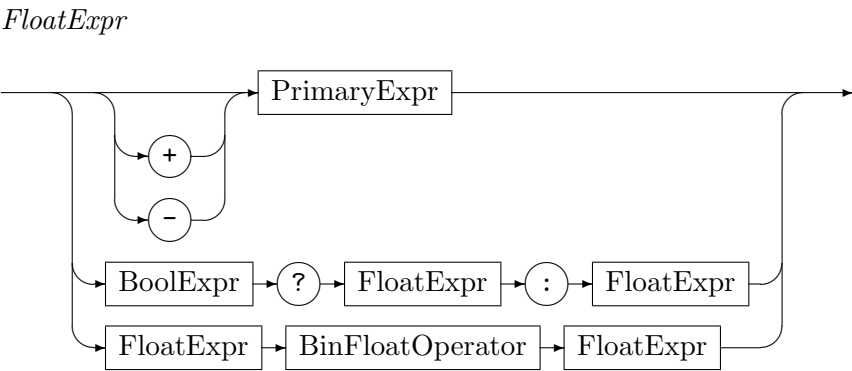 FloatExpr
PrimaryExpr
+
-
BoolExpr ? FloatExpr : FloatExpr
FloatExpr BinFloatOperator FloatExpr